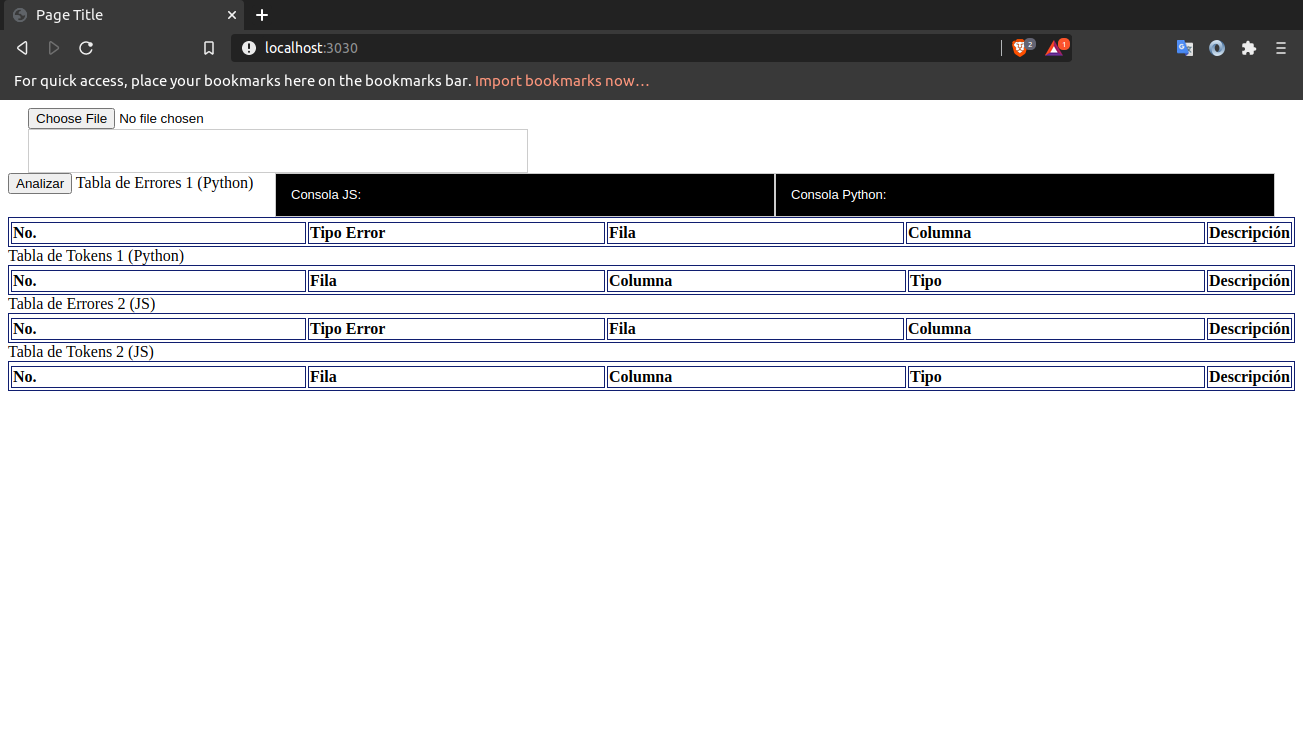 Page Title
localhost:3030
2
1
For quick access, place your bookmarks here on the bookmarks bar. Import bookmarks now...
Choose File No file chosen
Analizar Tabla de Errores 1 (Python) Consola JS: Consola Python:
No. Tipo Error Fila Columna Descripción
Tabla de Tokens 1 (Python)
No. Fila Columna Tipo Descripción
Tabla de Errores 2 (JS)
No. Tipo Error Fila Columna Descripción
Tabla de Tokens 2 (JS)
No. Fila Columna Tipo Descripción